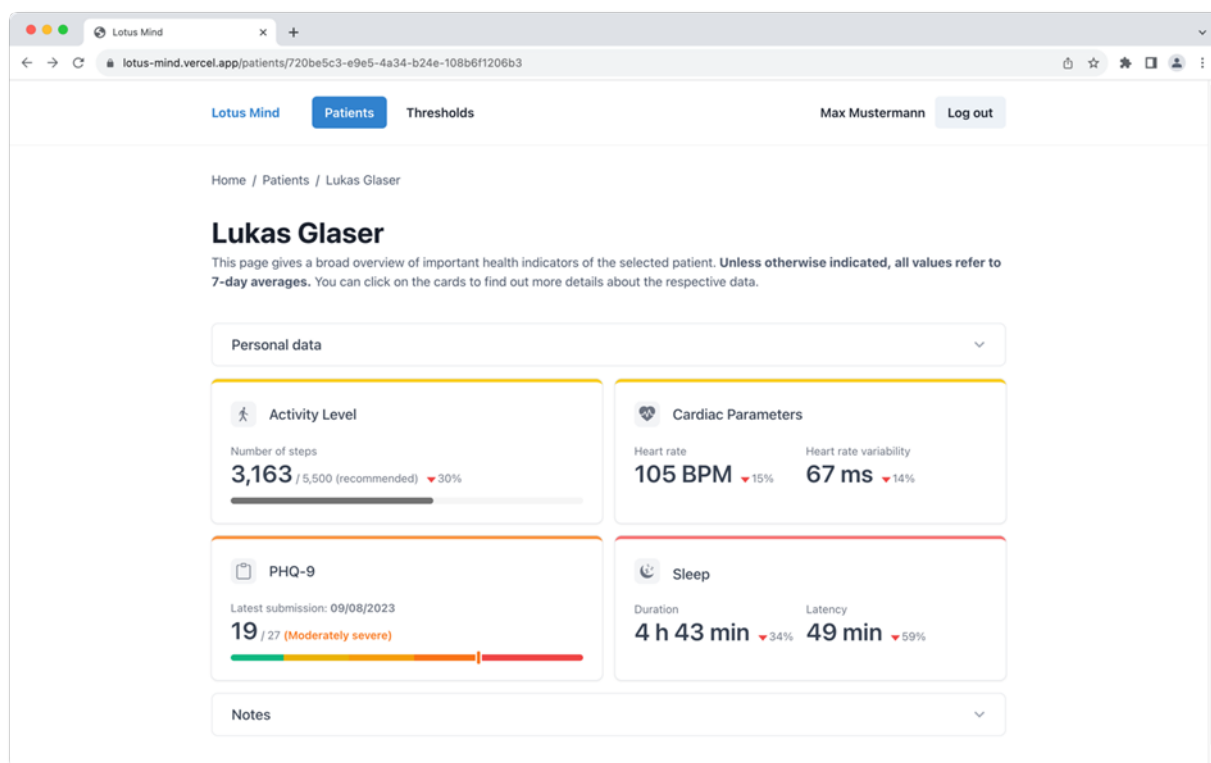 Lotus Mind
lotus-mind.vercel.app/patients/720be5c3-e9e5-4a34-b24e-108b6f1206b3
Lotus Mind Patients Thresholds Max Mustermann Log out
Home / Patients / Lukas Glaser
Lukas Glaser
This page gives a broad overview of important health indicators of the selected patient. Unless otherwise indicated, all values refer to
7-day averages. You can click on the cards to find out more details about the respective data.
Personal data
Activity Level
Number of steps
3,163 / 5,500 (recommended) 30%
Cardiac Parameters
Heart rate Heart rate variability
105 BPM 15% 67 ms 14%
PHQ-9
Latest submission: 09/08/2023
19 / 27 (Moderately severe)
Sleep
Duration Latency
4 h 43 min 34% 49 min 59%
Notes